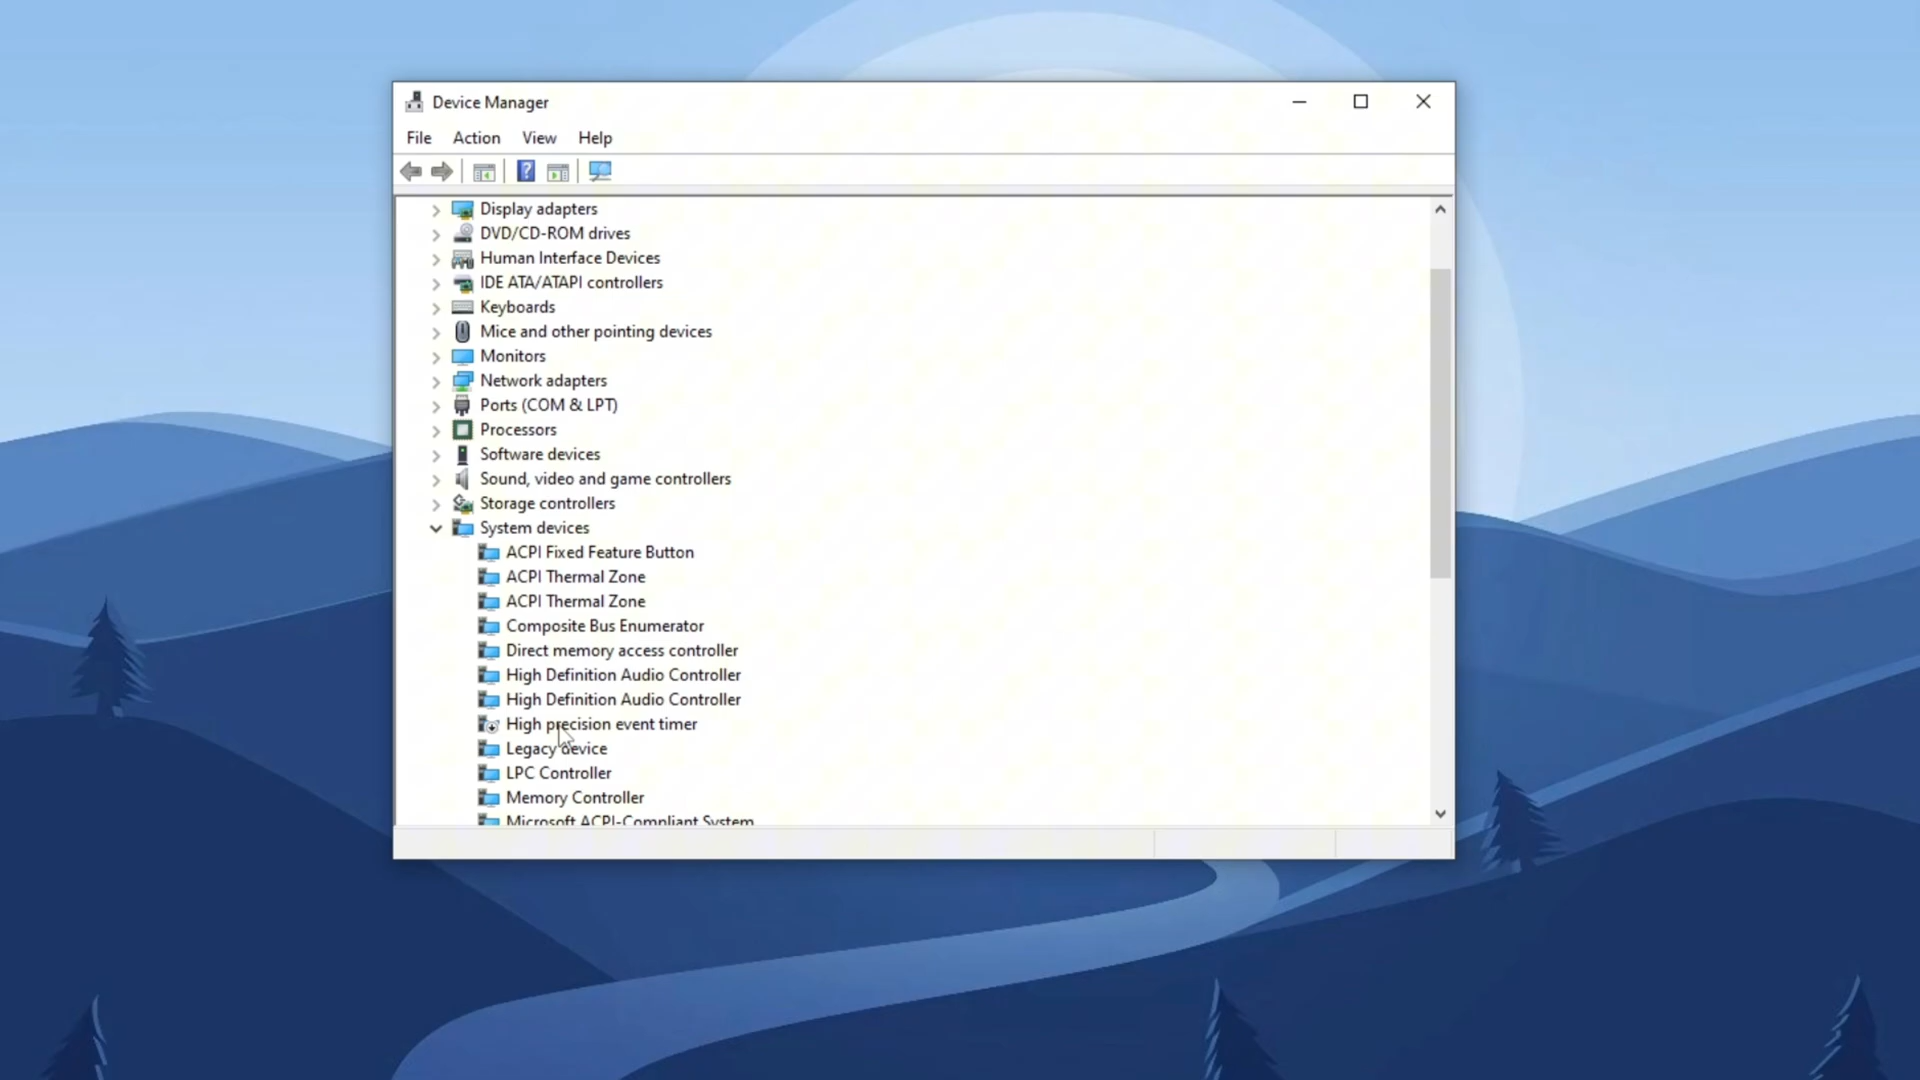 Device Manager
File Action View Help
Display adapters
DVD/CD-ROM drives
Human Interface Devices
IDE ATA/ATAPI controllers
Keyboards
Mice and other pointing devices
Monitors
Network adapters
Ports (COM & LPT)
Processors
Software devices
Sound, video and game controllers
Storage controllers
System devices
ACPI Fixed Feature Button
ACPI Thermal Zone
ACPI Thermal Zone
Composite Bus Enumerator
Direct memory access controller
High Definition Audio Controller
High Definition Audio Controller
High precision event timer
Legacy device
LPC Controller
Memory Controller
Microsoft ACPI-Compliant System